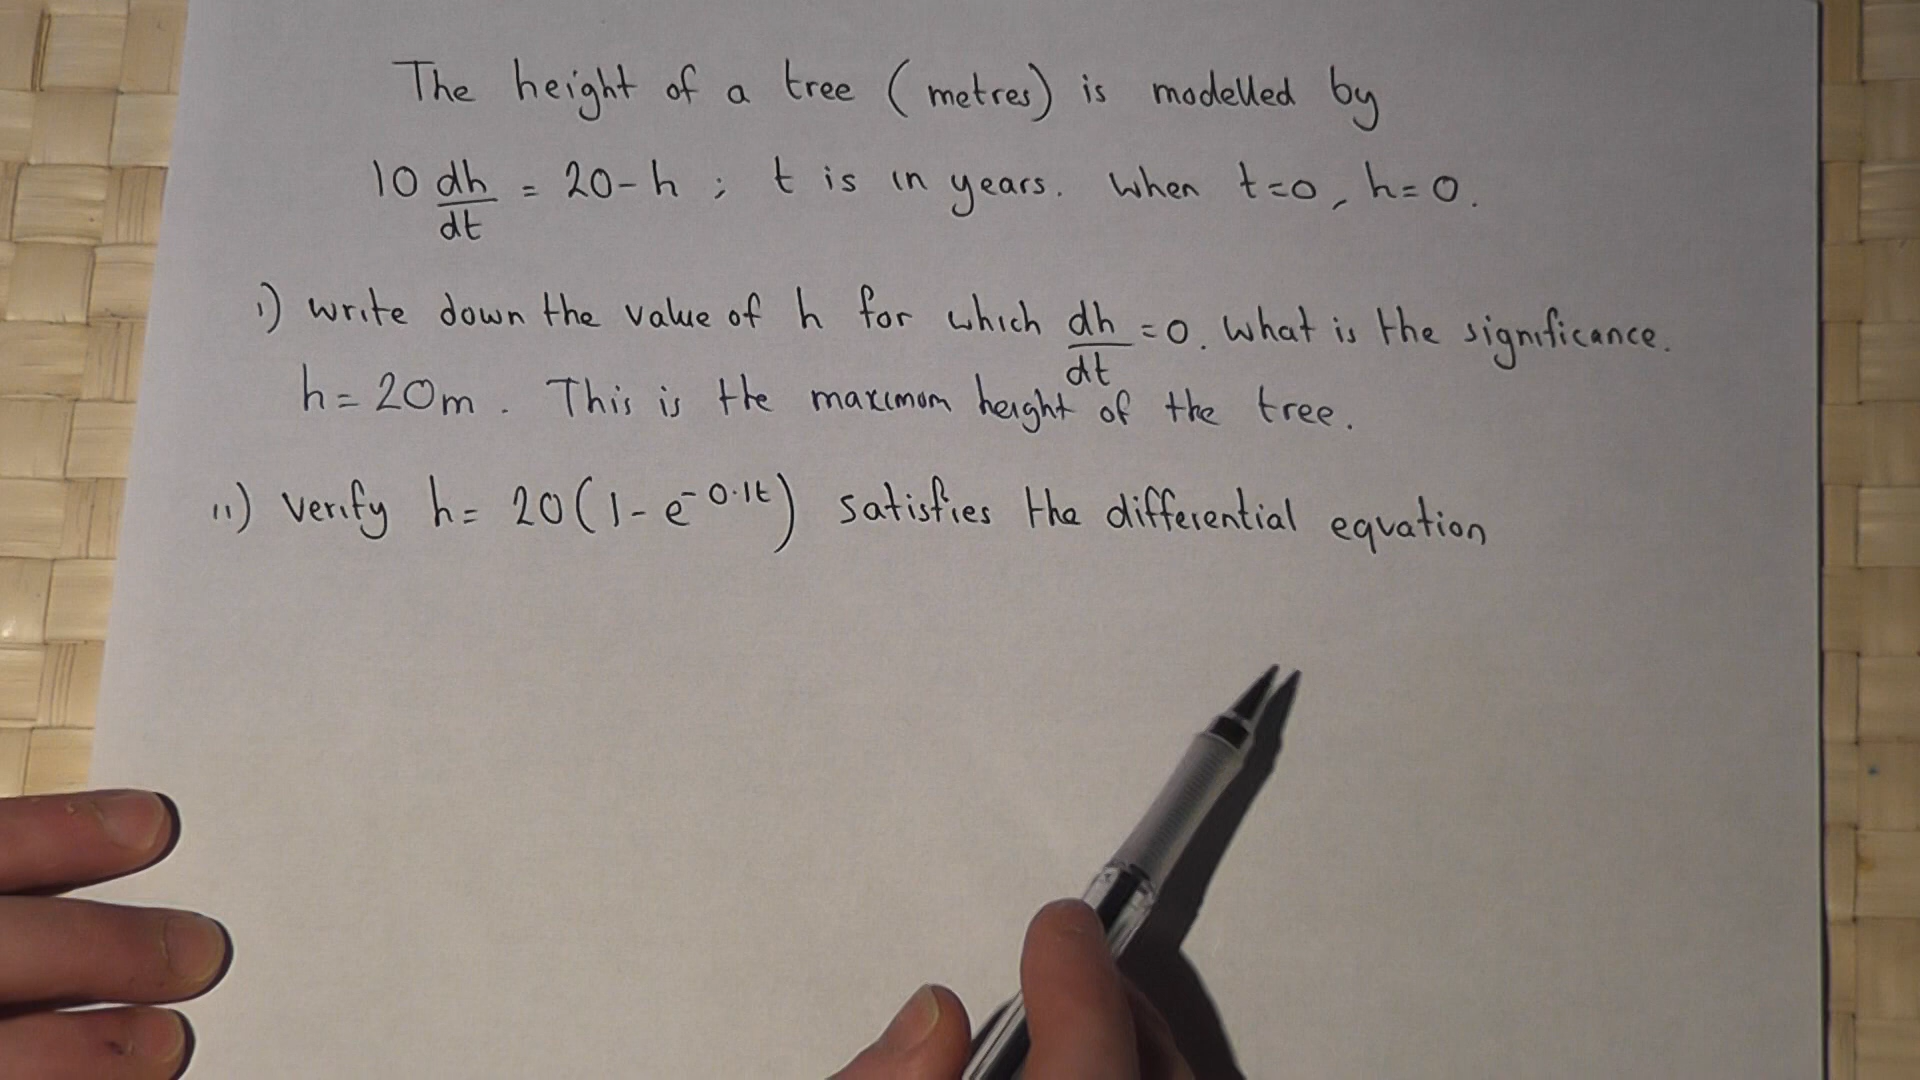 The height of a tree (metres) is modelled by
10 dh/dt = 20-h ; t is in years. When t=0, h=0.
i) write down the value of h for which dh/dt =0. What is the significance.
h=20m. This is the maximum height of the tree.
ii) Verify h= 20(1-e^-0.1t) satisfies the differential equation